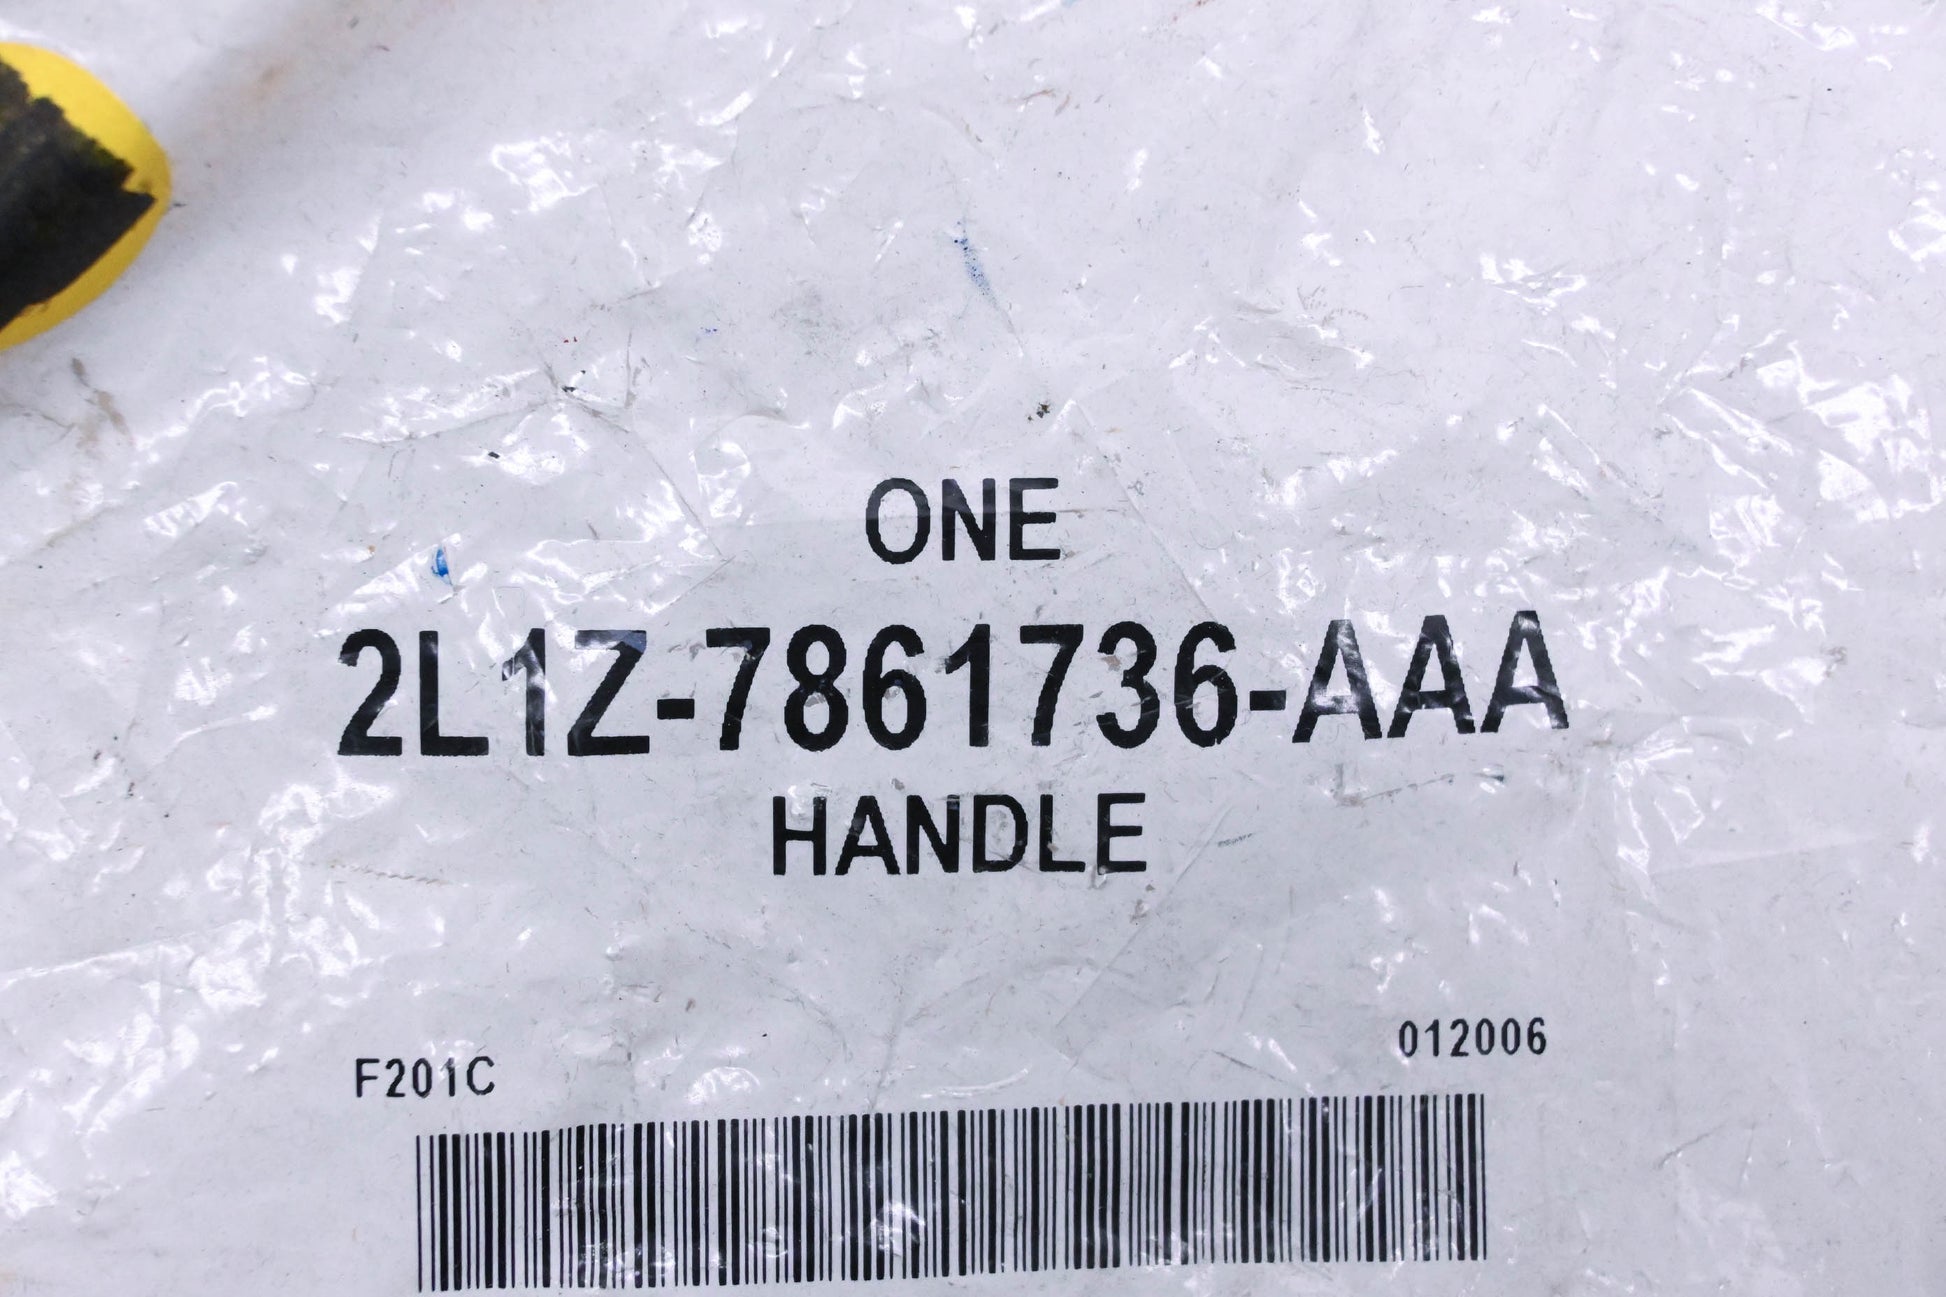 ONE
2L1Z-7861736-AAA
HANDLE
F201C
012006